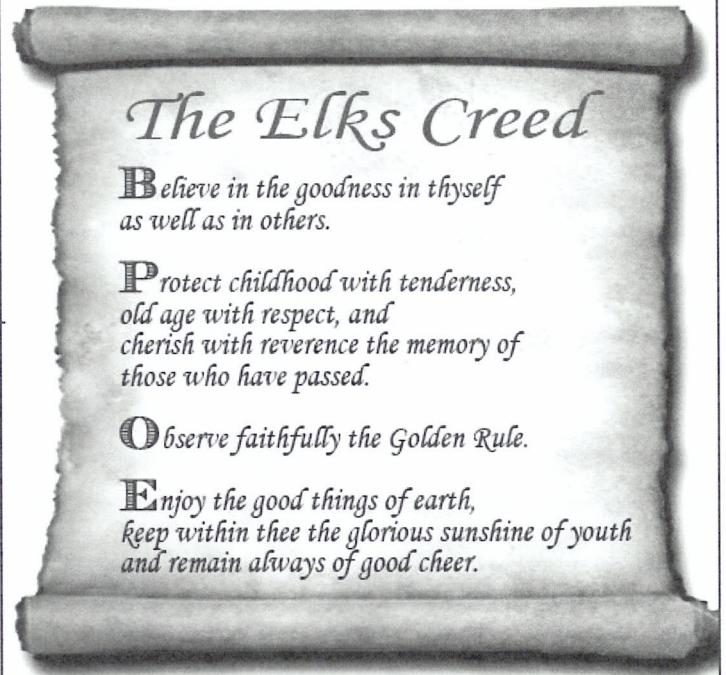 The Elks Creed
Believe in the goodness in thyself
as well as in others.
Protect childhood with tenderness,
old age with respect, and
cherish with reverence the memory of
those who have passed.
Observe faithfully the Golden Rule.
Enjoy the good things of earth,
keep within thee the glorious sunshine of youth
and remain always of good cheer.